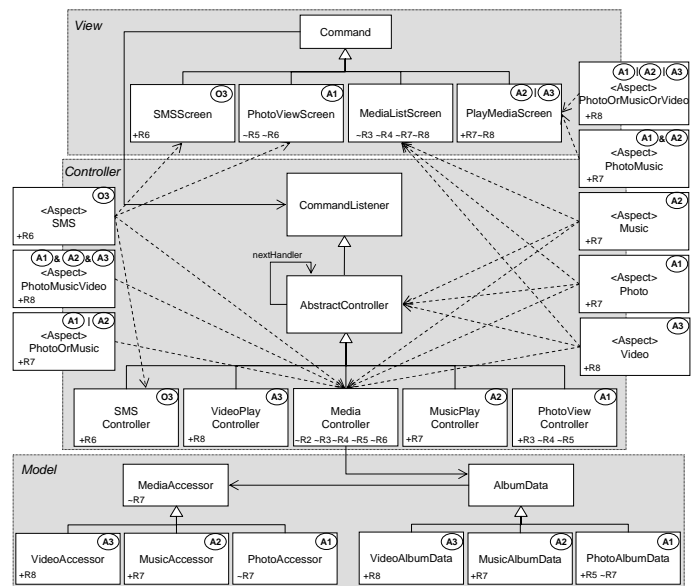 View
Command
O3
SMSScreen
+R6
A1
PhotoViewScreen
~R5 ~R6
MediaListScreen
~R3 ~R4 ~R7~R8
A2 | A3
PlayMediaScreen
+R7~R8
A1 | A2 | A3
<Aspect>
PhotoOrMusicOrVideo
+R8
A1 & A2
<Aspect>
PhotoMusic
+R7
Controller
O3
<Aspect>
SMS
+R6
A1 & A2 & A3
<Aspect>
PhotoMusicVideo
+R8
A1 | A2
<Aspect>
PhotoOrMusic
+R7
CommandListener
nextHandler
AbstractController
A2
<Aspect>
Music
+R7
A1
<Aspect>
Photo
+R7
A3
<Aspect>
Video
+R8
O3
SMS
Controller
+R6
A3
VideoPlay
Controller
+R8
Media
Controller
~R2 ~R3~R4 ~R5 ~R6
A2
MusicPlay
Controller
+R7
A1
PhotoView
Controller
+R3 ~R4 ~R5
Model
MediaAccessor
~R7
AlbumData
A3
VideoAccessor
+R8
A2
MusicAccessor
+R7
A1
PhotoAccessor
~R7
A3
VideoAlbumData
+R8
A2
MusicAlbumData
+R7
A1
PhotoAlbumData
+R5 ~R7